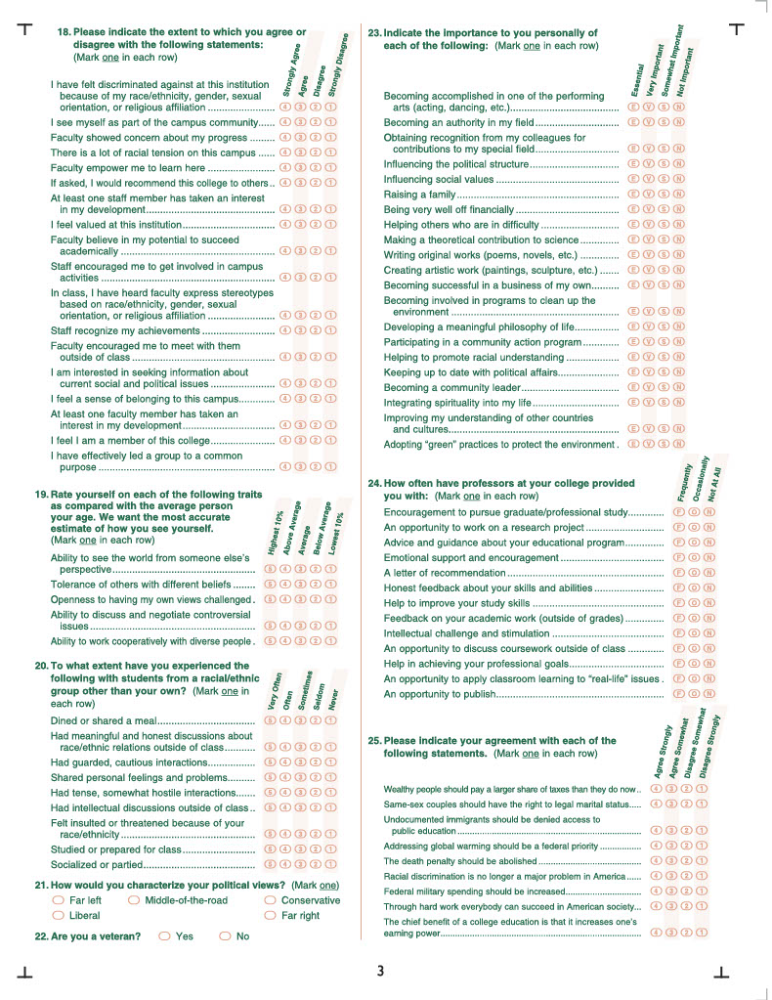 18. Please indicate the extent to which you agree or
disagree with the following statements:
(Mark one in each row)
Strongly Agree
Agree
Disagree
Strongly Disagree
I have felt discriminated against at this institution
because of my race/ethnicity, gender, sexual
orientation, or religious affiliation ........................ 4 3 2 1
I see myself as part of the campus community...... 4 3 2 1
Faculty showed concern about my progress ......... 4 3 2 1
There is a lot of racial tension on this campus ...... 4 3 2 1
Faculty empower me to learn here ........................ 4 3 2 1
If asked, I would recommend this college to others.. 4 3 2 1
At least one staff member has taken an interest
in my development............................................. 4 3 2 1
I feel valued at this institution................................ 4 3 2 1
Faculty believe in my potential to succeed
academically ..................................................... 4 3 2 1
Staff encouraged me to get involved in campus
activities ............................................................ 4 3 2 1
In class, I have heard faculty express stereotypes
based on race/ethnicity, gender, sexual
orientation, or religious affiliation ........................ 4 3 2 1
Staff recognize my achievements ......................... 4 3 2 1
Faculty encouraged me to meet with them
outside of class .................................................. 4 3 2 1
I am interested in seeking information about
current social and political issues ...................... 4 3 2 1
I feel a sense of belonging to this campus............. 4 3 2 1
At least one faculty member has taken an
interest in my development................................ 4 3 2 1
I feel I am a member of this college...................... 4 3 2 1
I have effectively led a group to a common
purpose ............................................................. 4 3 2 1
19. Rate yourself on each of the following traits
as compared with the average person
your age. We want the most accurate
estimate of how you see yourself.
(Mark one in each row)
Highest 10%
Above Average
Average
Below Average
Lowest 10%
Ability to see the world from someone else's
perspective................................................. 5 4 3 2 1
Tolerance of others with different beliefs ........ 5 4 3 2 1
Openness to having my own views challenged. 5 4 3 2 1
Ability to discuss and negotiate controversial
issues......................................................... 5 4 3 2 1
Ability to work cooperatively with diverse people. 5 4 3 2 1
20. To what extent have you experienced the
following with students from a racial/ethnic
group other than your own? (Mark one in
each row)
Very Often
Often
Sometimes
Seldom
Never
Dined or shared a meal................................... 5 4 3 2 1
Had meaningful and honest discussions about
race/ethnic relations outside of class........... 5 4 3 2 1
Had guarded, cautious interactions................ 5 4 3 2 1
Shared personal feelings and problems.......... 5 4 3 2 1
Had tense, somewhat hostile interactions....... 5 4 3 2 1
Had intellectual discussions outside of class.. 5 4 3 2 1
Felt insulted or threatened because of your
race/ethnicity .............................................. 5 4 3 2 1
Studied or prepared for class......................... 5 4 3 2 1
Socialized or partied...................................... 5 4 3 2 1
21. How would you characterize your political views? (Mark one)
Far left Middle-of-the-road Conservative
Liberal Far right
22. Are you a veteran? Yes No
23. Indicate the importance to you personally of
each of the following: (Mark one in each row)
Essential
Very Important
Somewhat Important
Not Important
Becoming accomplished in one of the performing
arts (acting, dancing, etc.)...................................... E V S N
Becoming an authority in my field............................. E V S N
Obtaining recognition from my colleagues for
contributions to my special field............................. E V S N
Influencing the political structure............................... E V S N
Influencing social values .......................................... E V S N
Raising a family....................................................... E V S N
Being very well off financially................................... E V S N
Helping others who are in difficulty .......................... E V S N
Making a theoretical contribution to science............. E V S N
Writing original works (poems, novels, etc.) ............. E V S N
Creating artistic work (paintings, sculpture, etc.) ....... E V S N
Becoming successful in a business of my own.......... E V S N
Becoming involved in programs to clean up the
environment .......................................................... E V S N
Developing a meaningful philosophy of life............... E V S N
Participating in a community action program............. E V S N
Helping to promote racial understanding .................. E V S N
Keeping up to date with political affairs..................... E V S N
Becoming a community leader.................................. E V S N
Integrating spirituality into my life.............................. E V S N
Improving my understanding of other countries
and cultures........................................................... E V S N
Adopting "green" practices to protect the environment . E V S N
24. How often have professors at your college provided
you with: (Mark one in each row)
Frequently
Occasionally
Not At All
Encouragement to pursue graduate/professional study............. F O N
An opportunity to work on a research project ........................... F O N
Advice and guidance about your educational program.............. F O N
Emotional support and encouragement.................................... F O N
A letter of recommendation..................................................... F O N
Honest feedback about your skills and abilities........................ F O N
Help to improve your study skills ............................................. F O N
Feedback on your academic work (outside of grades).............. F O N
Intellectual challenge and stimulation ...................................... F O N
An opportunity to discuss coursework outside of class ............. F O N
Help in achieving your professional goals................................. F O N
An opportunity to apply classroom learning to "real-life" issues . F O N
An opportunity to publish........................................................ F O N
25. Please indicate your agreement with each of the
following statements. (Mark one in each row)
Agree Strongly
Agree Somewhat
Disagree Somewhat
Disagree Strongly
Wealthy people should pay a larger share of taxes than they do now.. 4 3 2 1
Same-sex couples should have the right to legal marital status..... 4 3 2 1
Undocumented immigrants should be denied access to
public education........................................................... 4 3 2 1
Addressing global warming should be a federal priority ................ 4 3 2 1
The death penalty should be abolished ........................................ 4 3 2 1
Racial discrimination is no longer a major problem in America...... 4 3 2 1
Federal military spending should be increased............................. 4 3 2 1
Through hard work everybody can succeed in American society... 4 3 2 1
The chief benefit of a college education is that it increases one's
earning power............................................................... 4 3 2 1
3